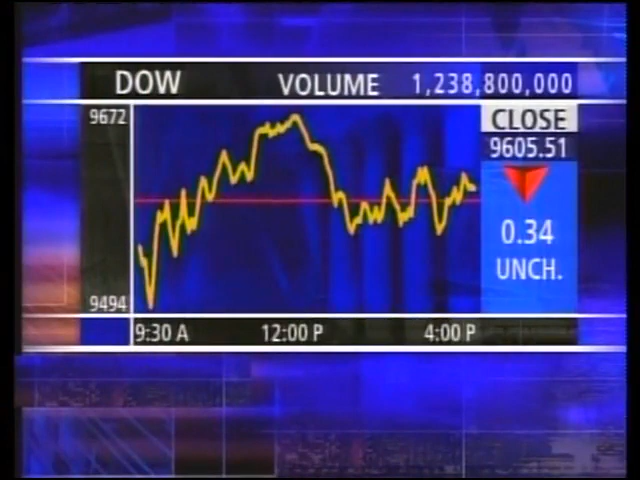 DOW VOLUME 1,238,800,000
9672
CLOSE
9605.51
0.34
UNCH.
9494
9:30 A 12:00 P 4:00 P